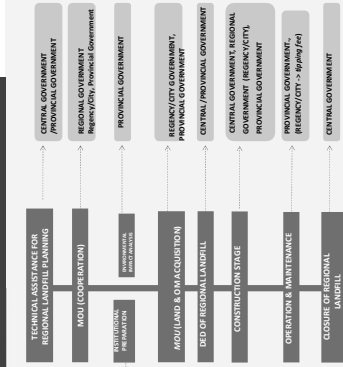 TECHNICAL ASSISTANCE FOR
REGIONAL LANDFILL PLANNING
CENTRAL GOVERNMENT
/PROVINCIAL GOVERNMENT
MOU (COOPERATION)
REGIONAL GOVERNMENT
Regency/City, Provincial Government
INSTITUTIONAL
PREPARATION
ENVIRONMENTAL
IMPACT ANALYSIS
PROVINCIAL GOVERNMENT
MOU (LAND & OM ACQUISITION)
REGENCY/CITY GOVERNMENT,
PROVINCIAL GOVERNMENT
DED OF REGIONAL LANDFILL
CENTRAL / PROVINCIAL GOVERNMENT
CONSTRUCTION STAGE
CENTRAL GOVERNMENT, REGIONAL
GOVERNMENT (REGENCY/CITY),
PROVINCIAL GOVERNMENT
OPERATION & MAINTENANCE
PROVINCIAL GOVERNMENT~
(REGENCY/CITY -> tipping fee)
CLOSURE OF REGIONAL
LANDFILL
CENTRAL GOVERNMENT